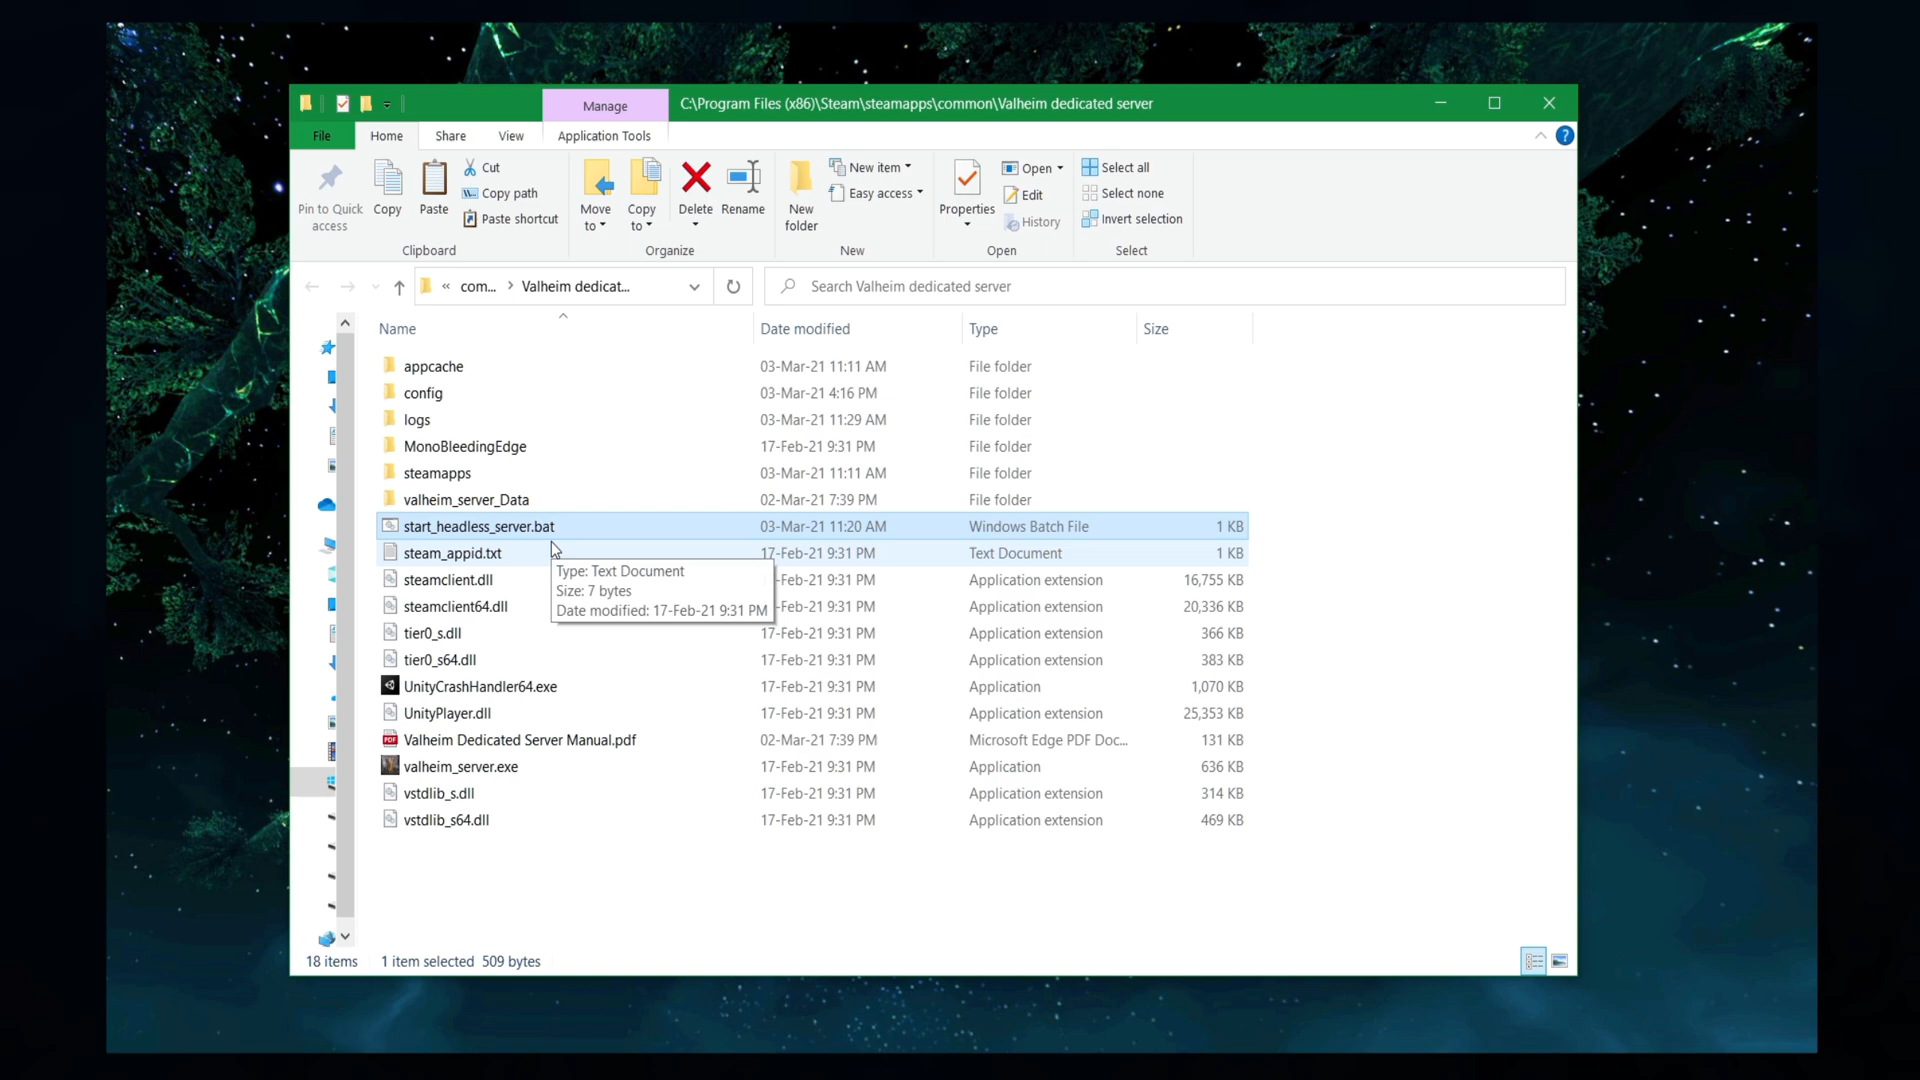 Manage
C:\Program Files (x86)\Steam\steamapps\common\Valheim dedicated server
File
Home
Share
View
Application Tools
Pin to Quick access
Copy
Paste
Cut
Copy path
Paste shortcut
Move to
Copy to
Delete
Rename
New folder
New item
Easy access
Properties
Open
Edit
History
Select all
Select none
Invert selection
Clipboard
Organize
New
Open
Select
« com... > Valheim dedicat...
Search Valheim dedicated server
Name Date modified Type Size
appcache 03-Mar-21 11:11 AM File folder
config 03-Mar-21 4:16 PM File folder
logs 03-Mar-21 11:29 AM File folder
MonoBleedingEdge 17-Feb-21 9:31 PM File folder
steamapps 03-Mar-21 11:11 AM File folder
valheim_server_Data 02-Mar-21 7:39 PM File folder
start_headless_server.bat 03-Mar-21 11:20 AM Windows Batch File 1 KB
steam_appid.txt 17-Feb-21 9:31 PM Text Document 1 KB
Type: Text Document
Size: 7 bytes
Date modified: 17-Feb-21 9:31 PM
steamclient.dll -Feb-21 9:31 PM Application extension 16,755 KB
steamclient64.dll -Feb-21 9:31 PM Application extension 20,336 KB
tier0_s.dll 17-Feb-21 9:31 PM Application extension 366 KB
tier0_s64.dll 17-Feb-21 9:31 PM Application extension 383 KB
UnityCrashHandler64.exe 17-Feb-21 9:31 PM Application 1,070 KB
UnityPlayer.dll 17-Feb-21 9:31 PM Application extension 25,353 KB
Valheim Dedicated Server Manual.pdf 02-Mar-21 7:39 PM Microsoft Edge PDF Doc... 131 KB
valheim_server.exe 17-Feb-21 9:31 PM Application 636 KB
vstdlib_s.dll 17-Feb-21 9:31 PM Application extension 314 KB
vstdlib_s64.dll 17-Feb-21 9:31 PM Application extension 469 KB
18 items 1 item selected 509 bytes